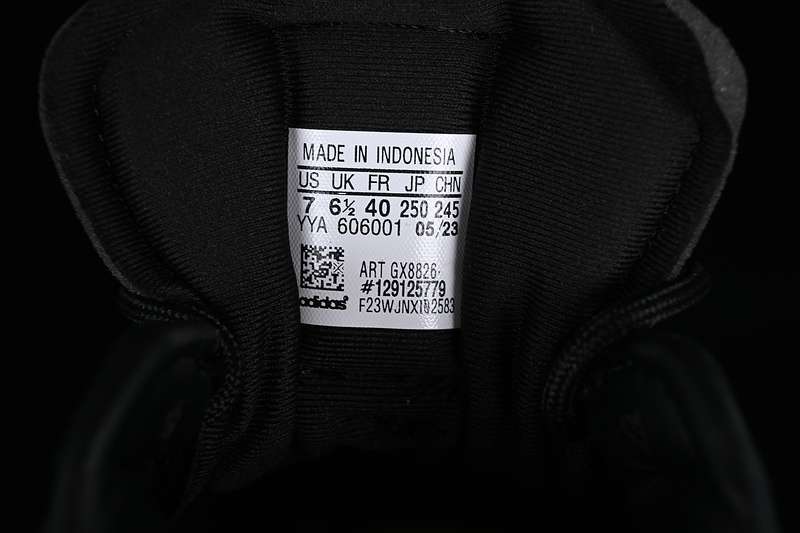 MADE IN INDONESIA
US UK FR JP CHN
7 6½ 40 250 245
YYA 606001 05/23
ART GX8826
#129125779
adidas®